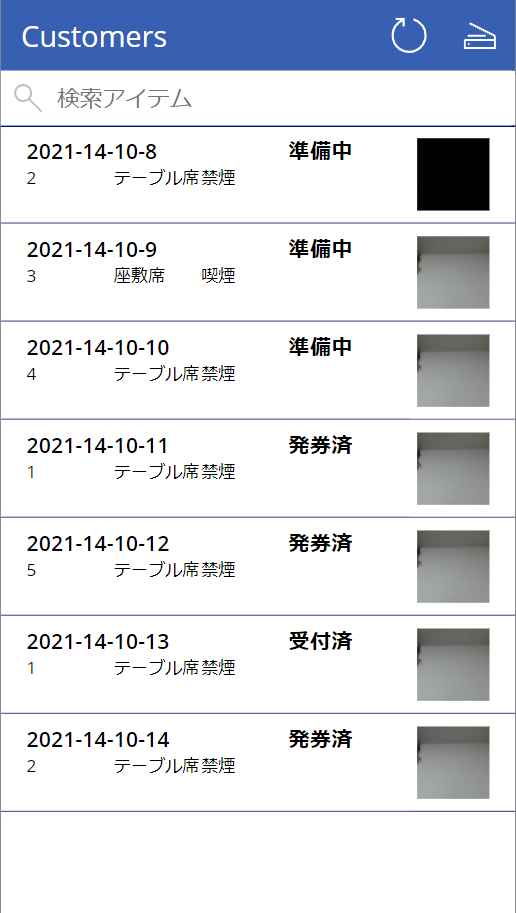 Customers
検索アイテム
2021-14-10-8 準備中
2 テーブル席 禁煙
2021-14-10-9 準備中
3 座敷席 喫煙
2021-14-10-10 準備中
4 テーブル席 禁煙
2021-14-10-11 発券済
1 テーブル席 禁煙
2021-14-10-12 発券済
5 テーブル席 禁煙
2021-14-10-13 受付済
1 テーブル席 禁煙
2021-14-10-14 発券済
2 テーブル席 禁煙